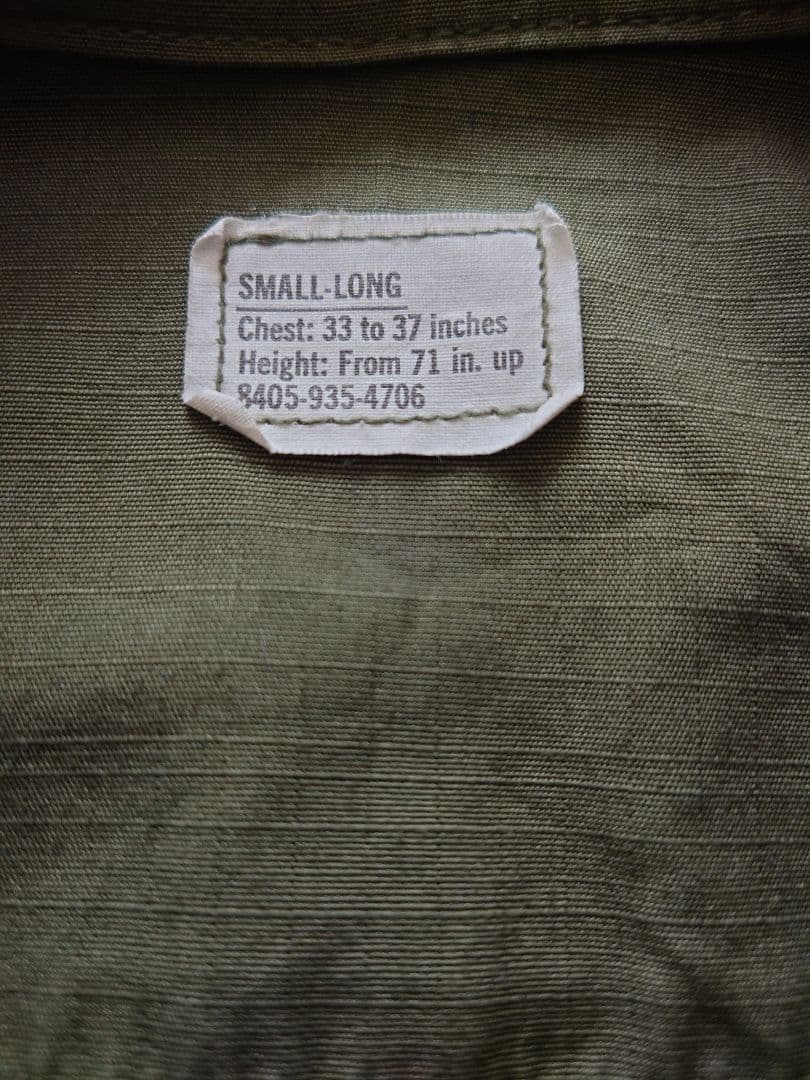 SMALL-LONG
Chest: 33 to 37 inches
Height: From 71 in. up
8405-935-4706